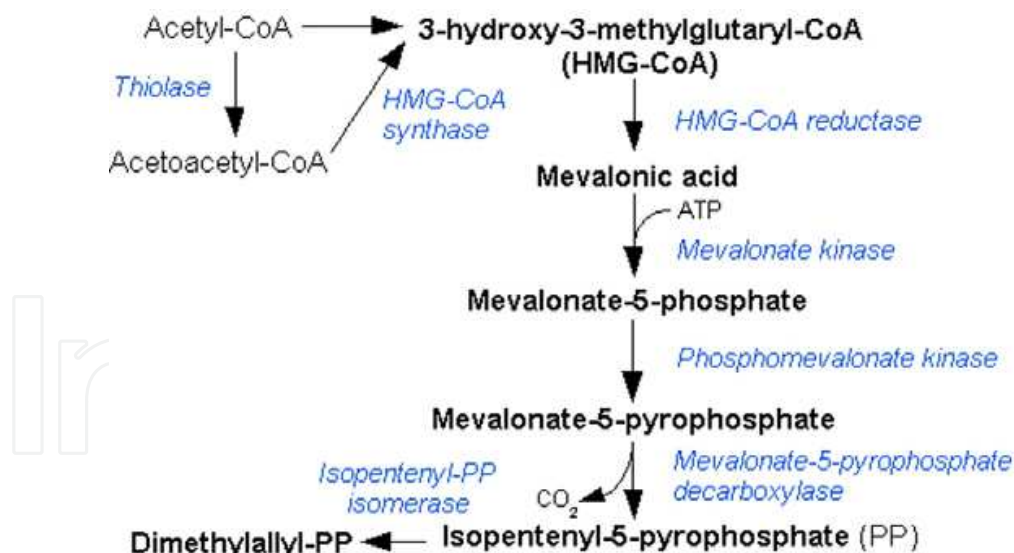 Acetyl-CoA
3-hydroxy-3-methylglutaryl-CoA
(HMG-CoA)
Thiolase
HMG-CoA
synthase
HMG-CoA reductase
Acetoacetyl-CoA
Mevalonic acid
ATP
Mevalonate kinase
Mevalonate-5-phosphate
Phosphomevalonate kinase
Mevalonate-5-pyrophosphate
Isopentenyl-PP
isomerase
CO₂
Mevalonate-5-pyrophosphate
decarboxylase
Dimethylallyl-PP
Isopentenyl-5-pyrophosphate (PP)